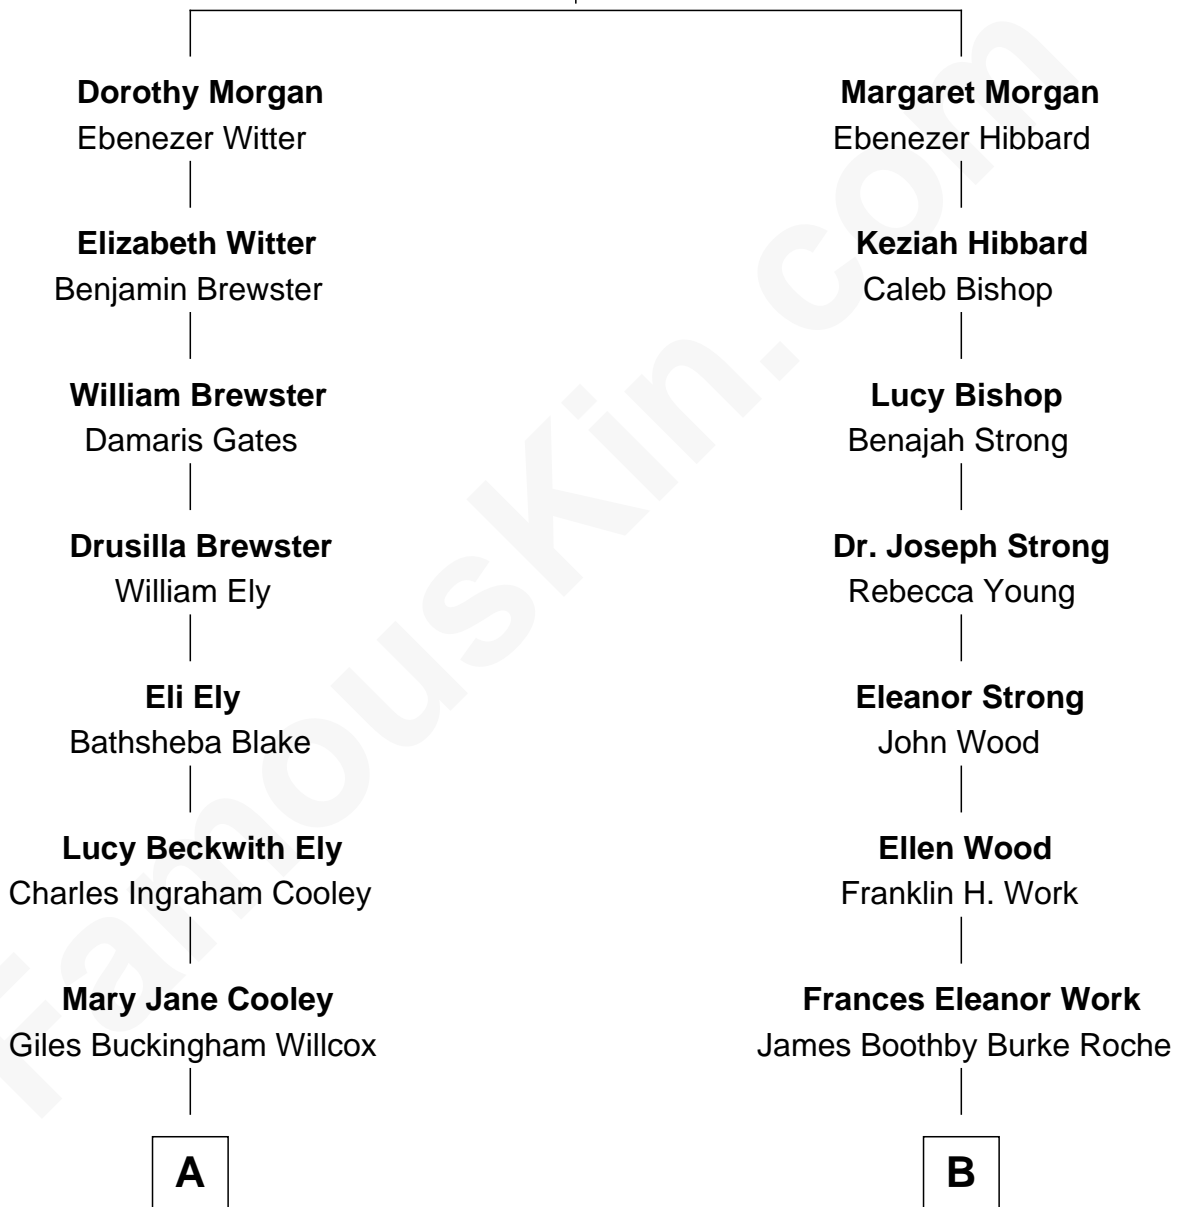 Dorothy Morgan
Ebenezer Witter
Margaret Morgan
Ebenezer Hibbard
Elizabeth Witter
Benjamin Brewster
Keziah Hibbard
Caleb Bishop
William Brewster
Damaris Gates
Lucy Bishop
Benajah Strong
Drusilla Brewster
William Ely
Dr. Joseph Strong
Rebecca Young
Eli Ely
Bathsheba Blake
Eleanor Strong
John Wood
Lucy Beckwith Ely
Charles Ingraham Cooley
Ellen Wood
Franklin H. Work
Mary Jane Cooley
Giles Buckingham Willcox
Frances Eleanor Work
James Boothby Burke Roche
A
B
FamousKin.com